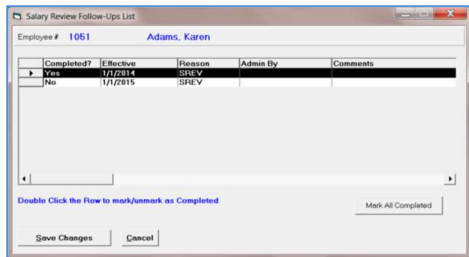 Salary Review Follow-Ups List
Employee # 1051 Adams, Karen
Completed? Effective Reason Admin By Comments
Yes 1/1/2014 SREV
No 1/1/2015 SREV
Double Click the Row to mark/unmark as Completed
Mark All Completed
Save Changes Cancel